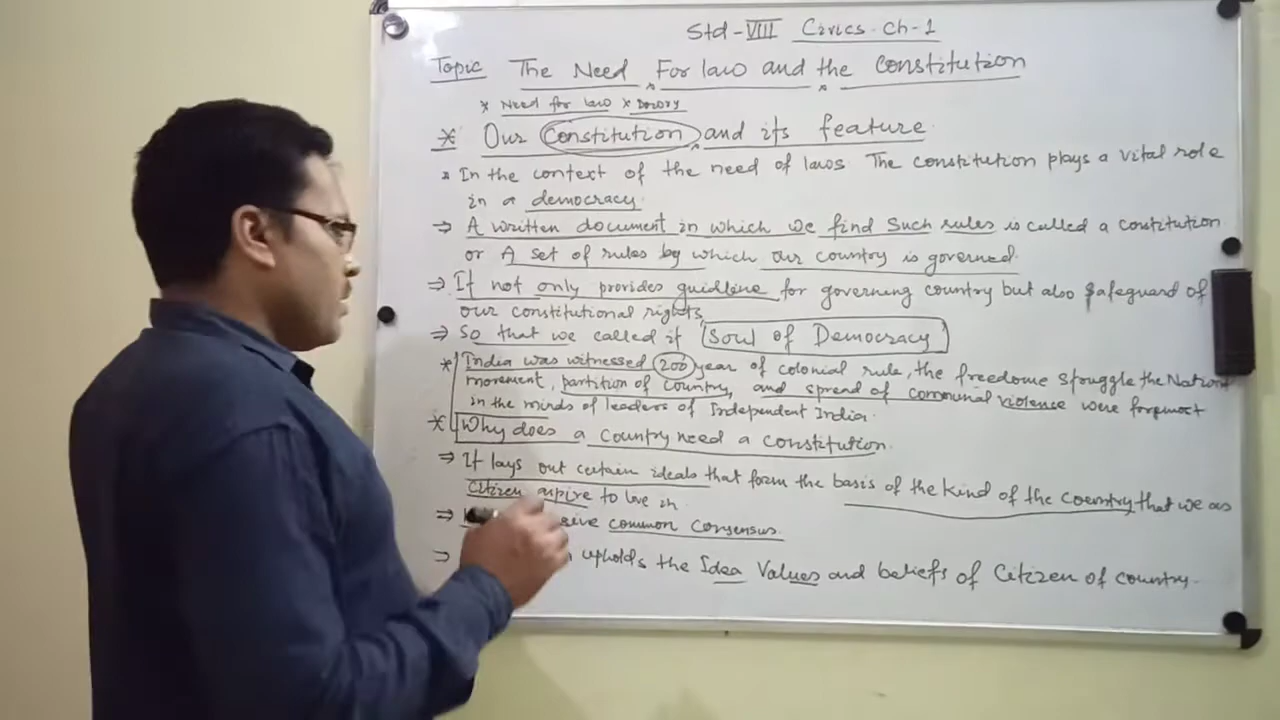 Std-VIII Civics Ch-1
Topic The Need For law and the Constitution
* Need for law * Dowry
* Our Constitution and its feature
* In the context of the need of laws The constitution plays a vital role
in a democracy.
⇒ A written document in which we find such rules is called a constitution
or A set of rules by which our country is governed.
⇒ It not only provides guidline for governing country but also safeguard of
our constitutional rights
⇒ So that we called it Soul of Democracy
* India was witnessed 200 year of colonial rule, the freedome struggle the Nation
movement, partition of country, and spread of communal violence were foremost
in the minds of leaders of Independent India.
* Why does a country need a constitution.
⇒ It lays out certain ideals that form the basis of the kind of the country that we as
Citizen aspire to live in.
⇒ common Consensus.
⇒ upholds the Idea Values and beliefs of Citizen of country.